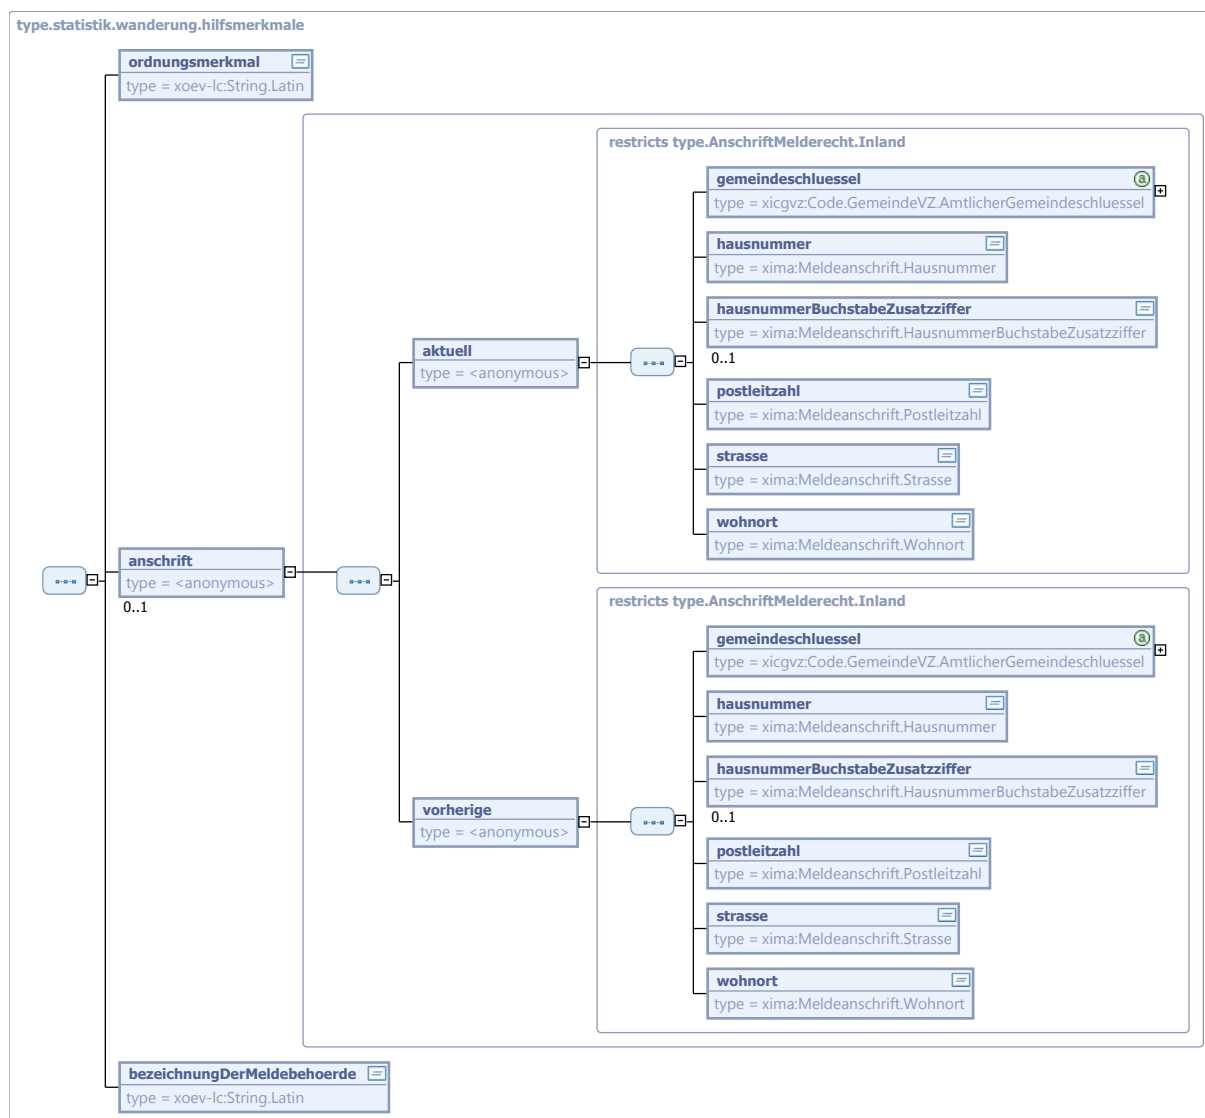 type.statistik.wanderung.hilfsmerkmale
ordnungsmerkmal
type = xoev-lc:String.Latin
restricts type.AnschriftMelderecht.Inland
gemeindeschluessel
type = xicgvz:Code.GemeindeVZ.AmtlicherGemeindeschluessel
hausnummer
type = xima:Meldeanschrift.Hausnummer
hausnummerBuchstabeZusatzziffer
type = xima:Meldeanschrift.HausnummerBuchstabeZusatzziffer
0..1
aktuell
type = <anonymous>
postleitzahl
type = xima:Meldeanschrift.Postleitzahl
strasse
type = xima:Meldeanschrift.Strasse
wohnort
type = xima:Meldeanschrift.Wohnort
anschrift
type = <anonymous>
0..1
restricts type.AnschriftMelderecht.Inland
gemeindeschluessel
type = xicgvz:Code.GemeindeVZ.AmtlicherGemeindeschluessel
hausnummer
type = xima:Meldeanschrift.Hausnummer
hausnummerBuchstabeZusatzziffer
type = xima:Meldeanschrift.HausnummerBuchstabeZusatzziffer
0..1
vorherige
type = <anonymous>
postleitzahl
type = xima:Meldeanschrift.Postleitzahl
strasse
type = xima:Meldeanschrift.Strasse
wohnort
type = xima:Meldeanschrift.Wohnort
bezeichnungDerMeldebehoerde
type = xoev-lc:String.Latin